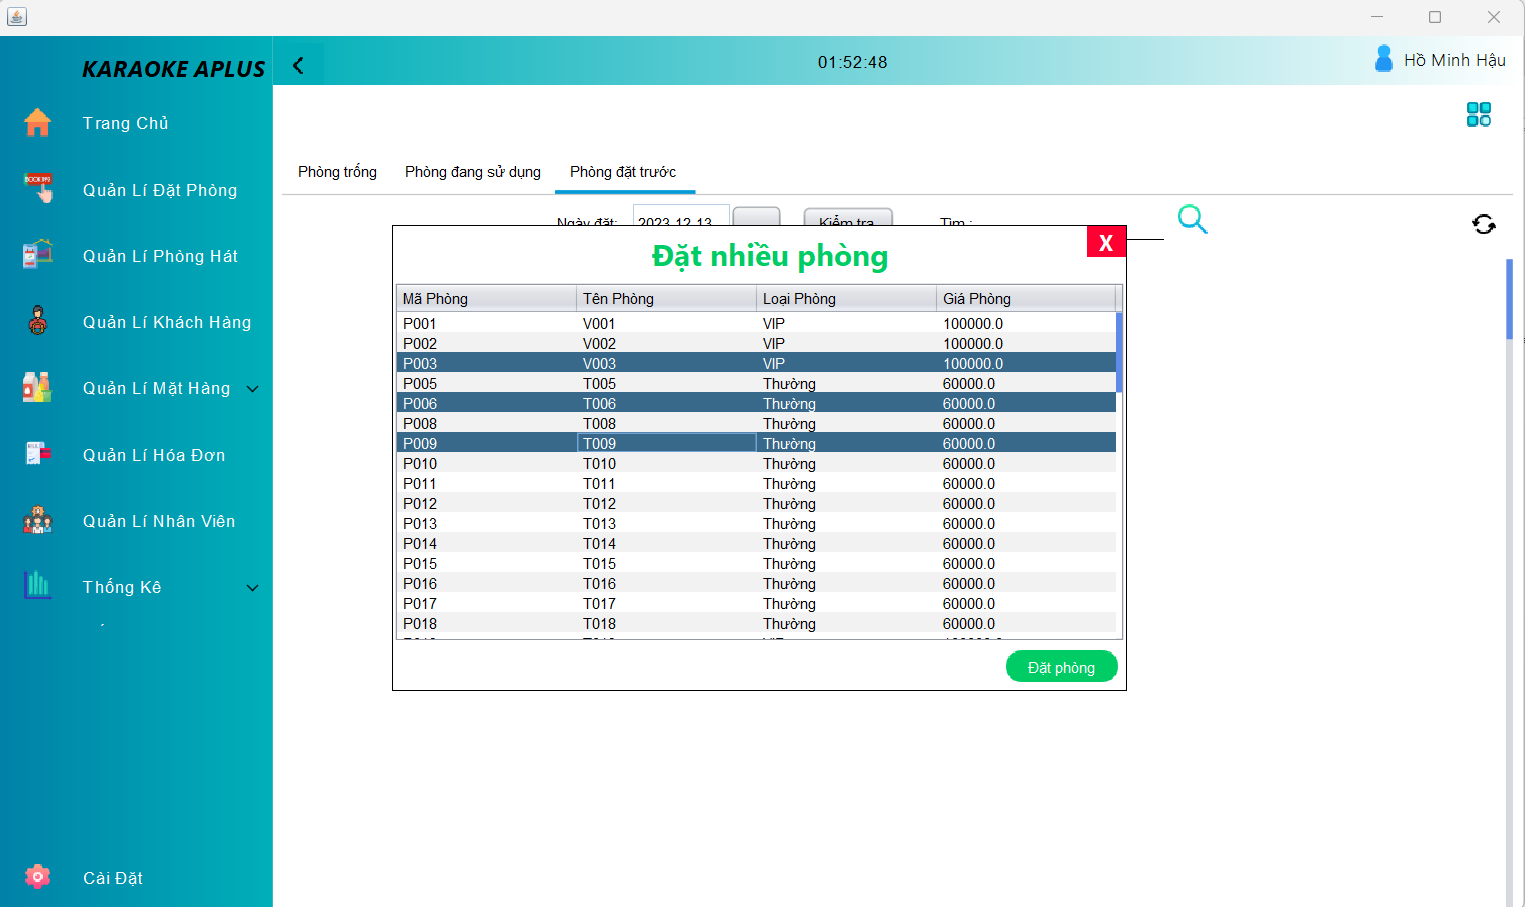 KARAOKE APLUS
01:52:48
Hồ Minh Hậu
Trang Chủ
Quản Lí Đặt Phòng
Quản Lí Phòng Hát
Quản Lí Khách Hàng
Quản Lí Mặt Hàng
Quản Lí Hóa Đơn
Quản Lí Nhân Viên
Thống Kê
Cài Đặt
Phòng trống Phòng đang sử dụng Phòng đặt trước
Ngày đặt: 2023-12-13 Kiểm tra Tìm :
Đặt nhiều phòng X
Mã Phòng Tên Phòng Loại Phòng Giá Phòng
P001 V001 VIP 100000.0
P002 V002 VIP 100000.0
P003 V003 VIP 100000.0
P005 T005 Thường 60000.0
P006 T006 Thường 60000.0
P008 T008 Thường 60000.0
P009 T009 Thường 60000.0
P010 T010 Thường 60000.0
P011 T011 Thường 60000.0
P012 T012 Thường 60000.0
P013 T013 Thường 60000.0
P014 T014 Thường 60000.0
P015 T015 Thường 60000.0
P016 T016 Thường 60000.0
P017 T017 Thường 60000.0
P018 T018 Thường 60000.0
Đặt phòng